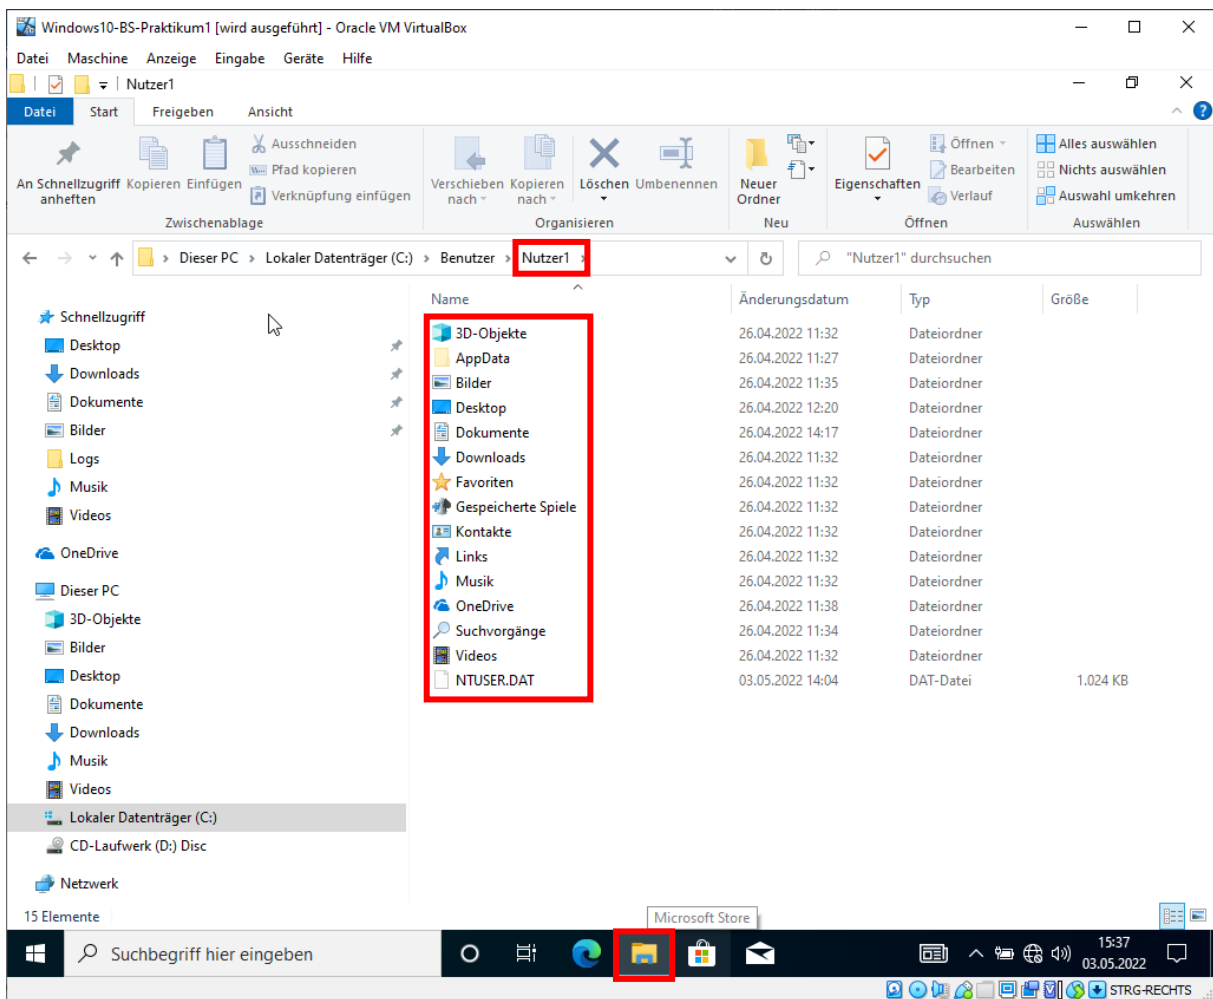 Windows10-BS-Praktikum1 [wird ausgeführt] - Oracle VM VirtualBox
Datei Maschine Anzeige Eingabe Geräte Hilfe
Nutzer1
Datei Start Freigeben Ansicht
An Schnellzugriff anheften
Kopieren
Einfügen
Ausschneiden
Pfad kopieren
Verknüpfung einfügen
Zwischenablage
Verschieben nach
Kopieren nach
Löschen
Umbenennen
Organisieren
Neuer Ordner
Neu
Eigenschaften
Öffnen
Bearbeiten
Verlauf
Öffnen
Alles auswählen
Nichts auswählen
Auswahl umkehren
Auswählen
Dieser PC > Lokaler Datenträger (C:) > Benutzer > Nutzer1 >
"Nutzer1" durchsuchen
Schnellzugriff
Desktop
Downloads
Dokumente
Bilder
Logs
Musik
Videos
OneDrive
Dieser PC
3D-Objekte
Bilder
Desktop
Dokumente
Downloads
Musik
Videos
Lokaler Datenträger (C:)
CD-Laufwerk (D:) Disc
Netzwerk
Name Änderungsdatum Typ Größe
3D-Objekte 26.04.2022 11:32 Dateiordner
AppData 26.04.2022 11:27 Dateiordner
Bilder 26.04.2022 11:35 Dateiordner
Desktop 26.04.2022 12:20 Dateiordner
Dokumente 26.04.2022 14:17 Dateiordner
Downloads 26.04.2022 11:32 Dateiordner
Favoriten 26.04.2022 11:32 Dateiordner
Gespeicherte Spiele 26.04.2022 11:32 Dateiordner
Kontakte 26.04.2022 11:32 Dateiordner
Links 26.04.2022 11:32 Dateiordner
Musik 26.04.2022 11:32 Dateiordner
OneDrive 26.04.2022 11:38 Dateiordner
Suchvorgänge 26.04.2022 11:34 Dateiordner
Videos 26.04.2022 11:32 Dateiordner
NTUSER.DAT 03.05.2022 14:04 DAT-Datei 1.024 KB
15 Elemente
Microsoft Store
Suchbegriff hier eingeben
15:37
03.05.2022
STRG-RECHTS